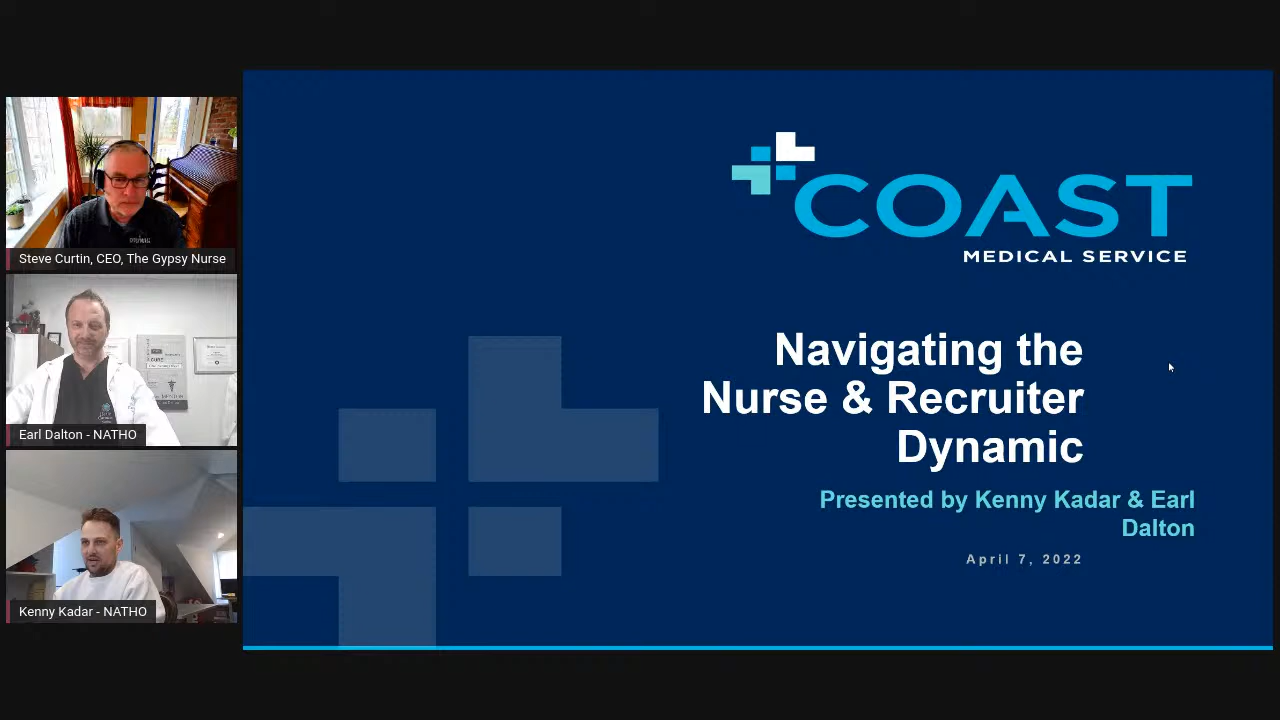 COAST
MEDICAL SERVICE
Navigating the
Nurse & Recruiter
Dynamic
Presented by Kenny Kadar & Earl
Dalton
April 7, 2022
Steve Curtin, CEO, The Gypsy Nurse
Earl Dalton - NATHO
Kenny Kadar - NATHO